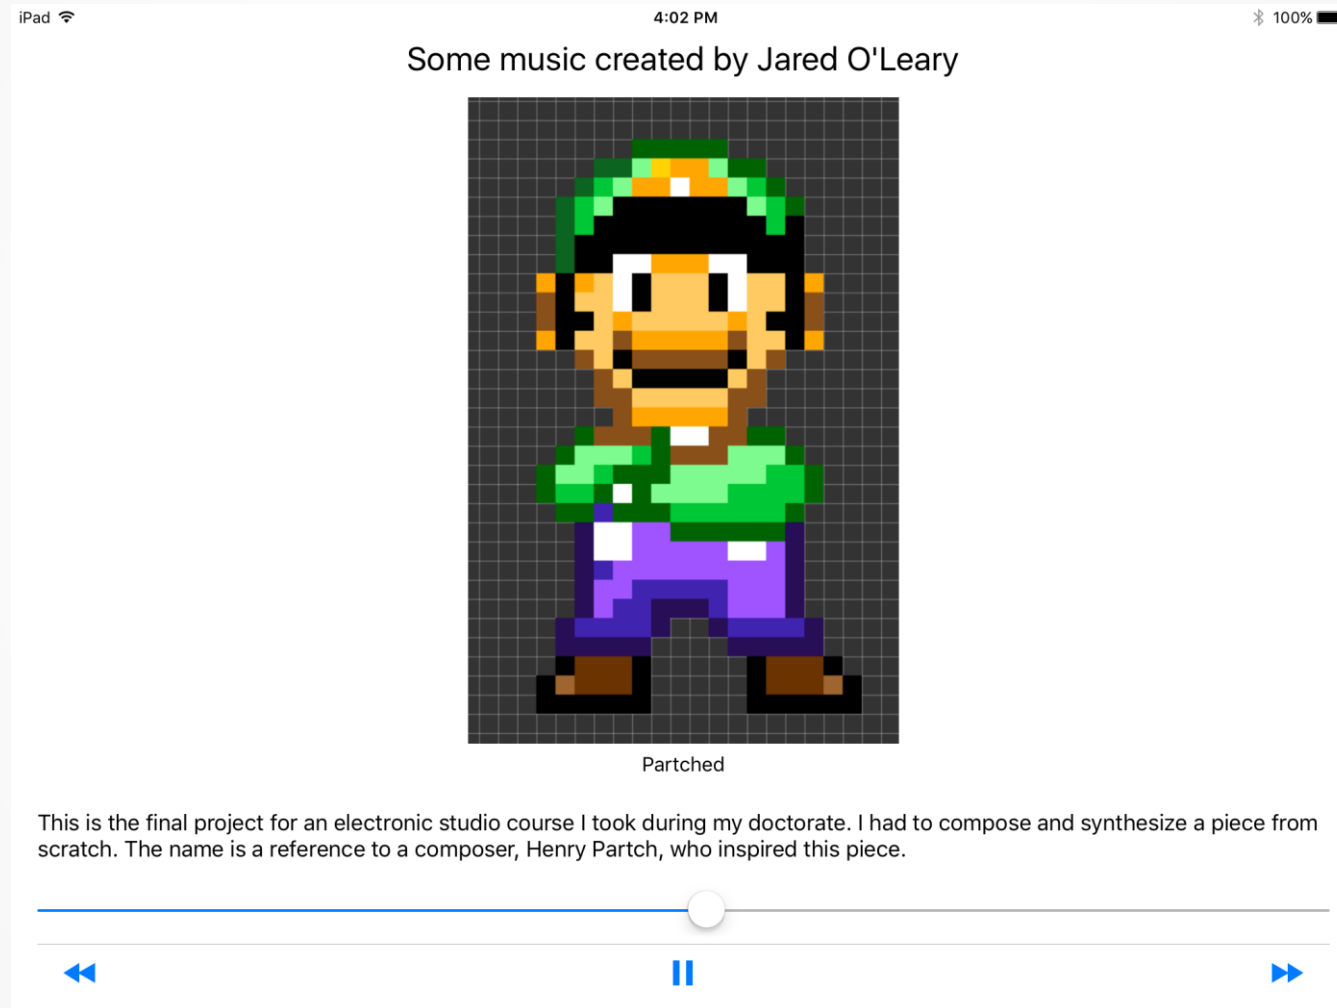 iPad
4:02 PM
100%
Some music created by Jared O'Leary
Partched
This is the final project for an electronic studio course I took during my doctorate. I had to compose and synthesize a piece from
scratch. The name is a reference to a composer, Henry Partch, who inspired this piece.